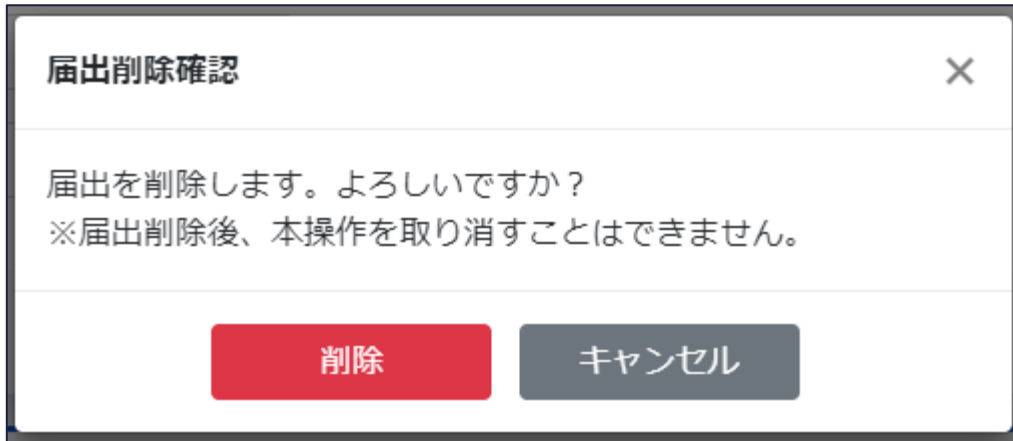 届出削除確認
×
届出を削除します。よろしいですか？
※届出削除後、本操作を取り消すことはできません。
削除
キャンセル